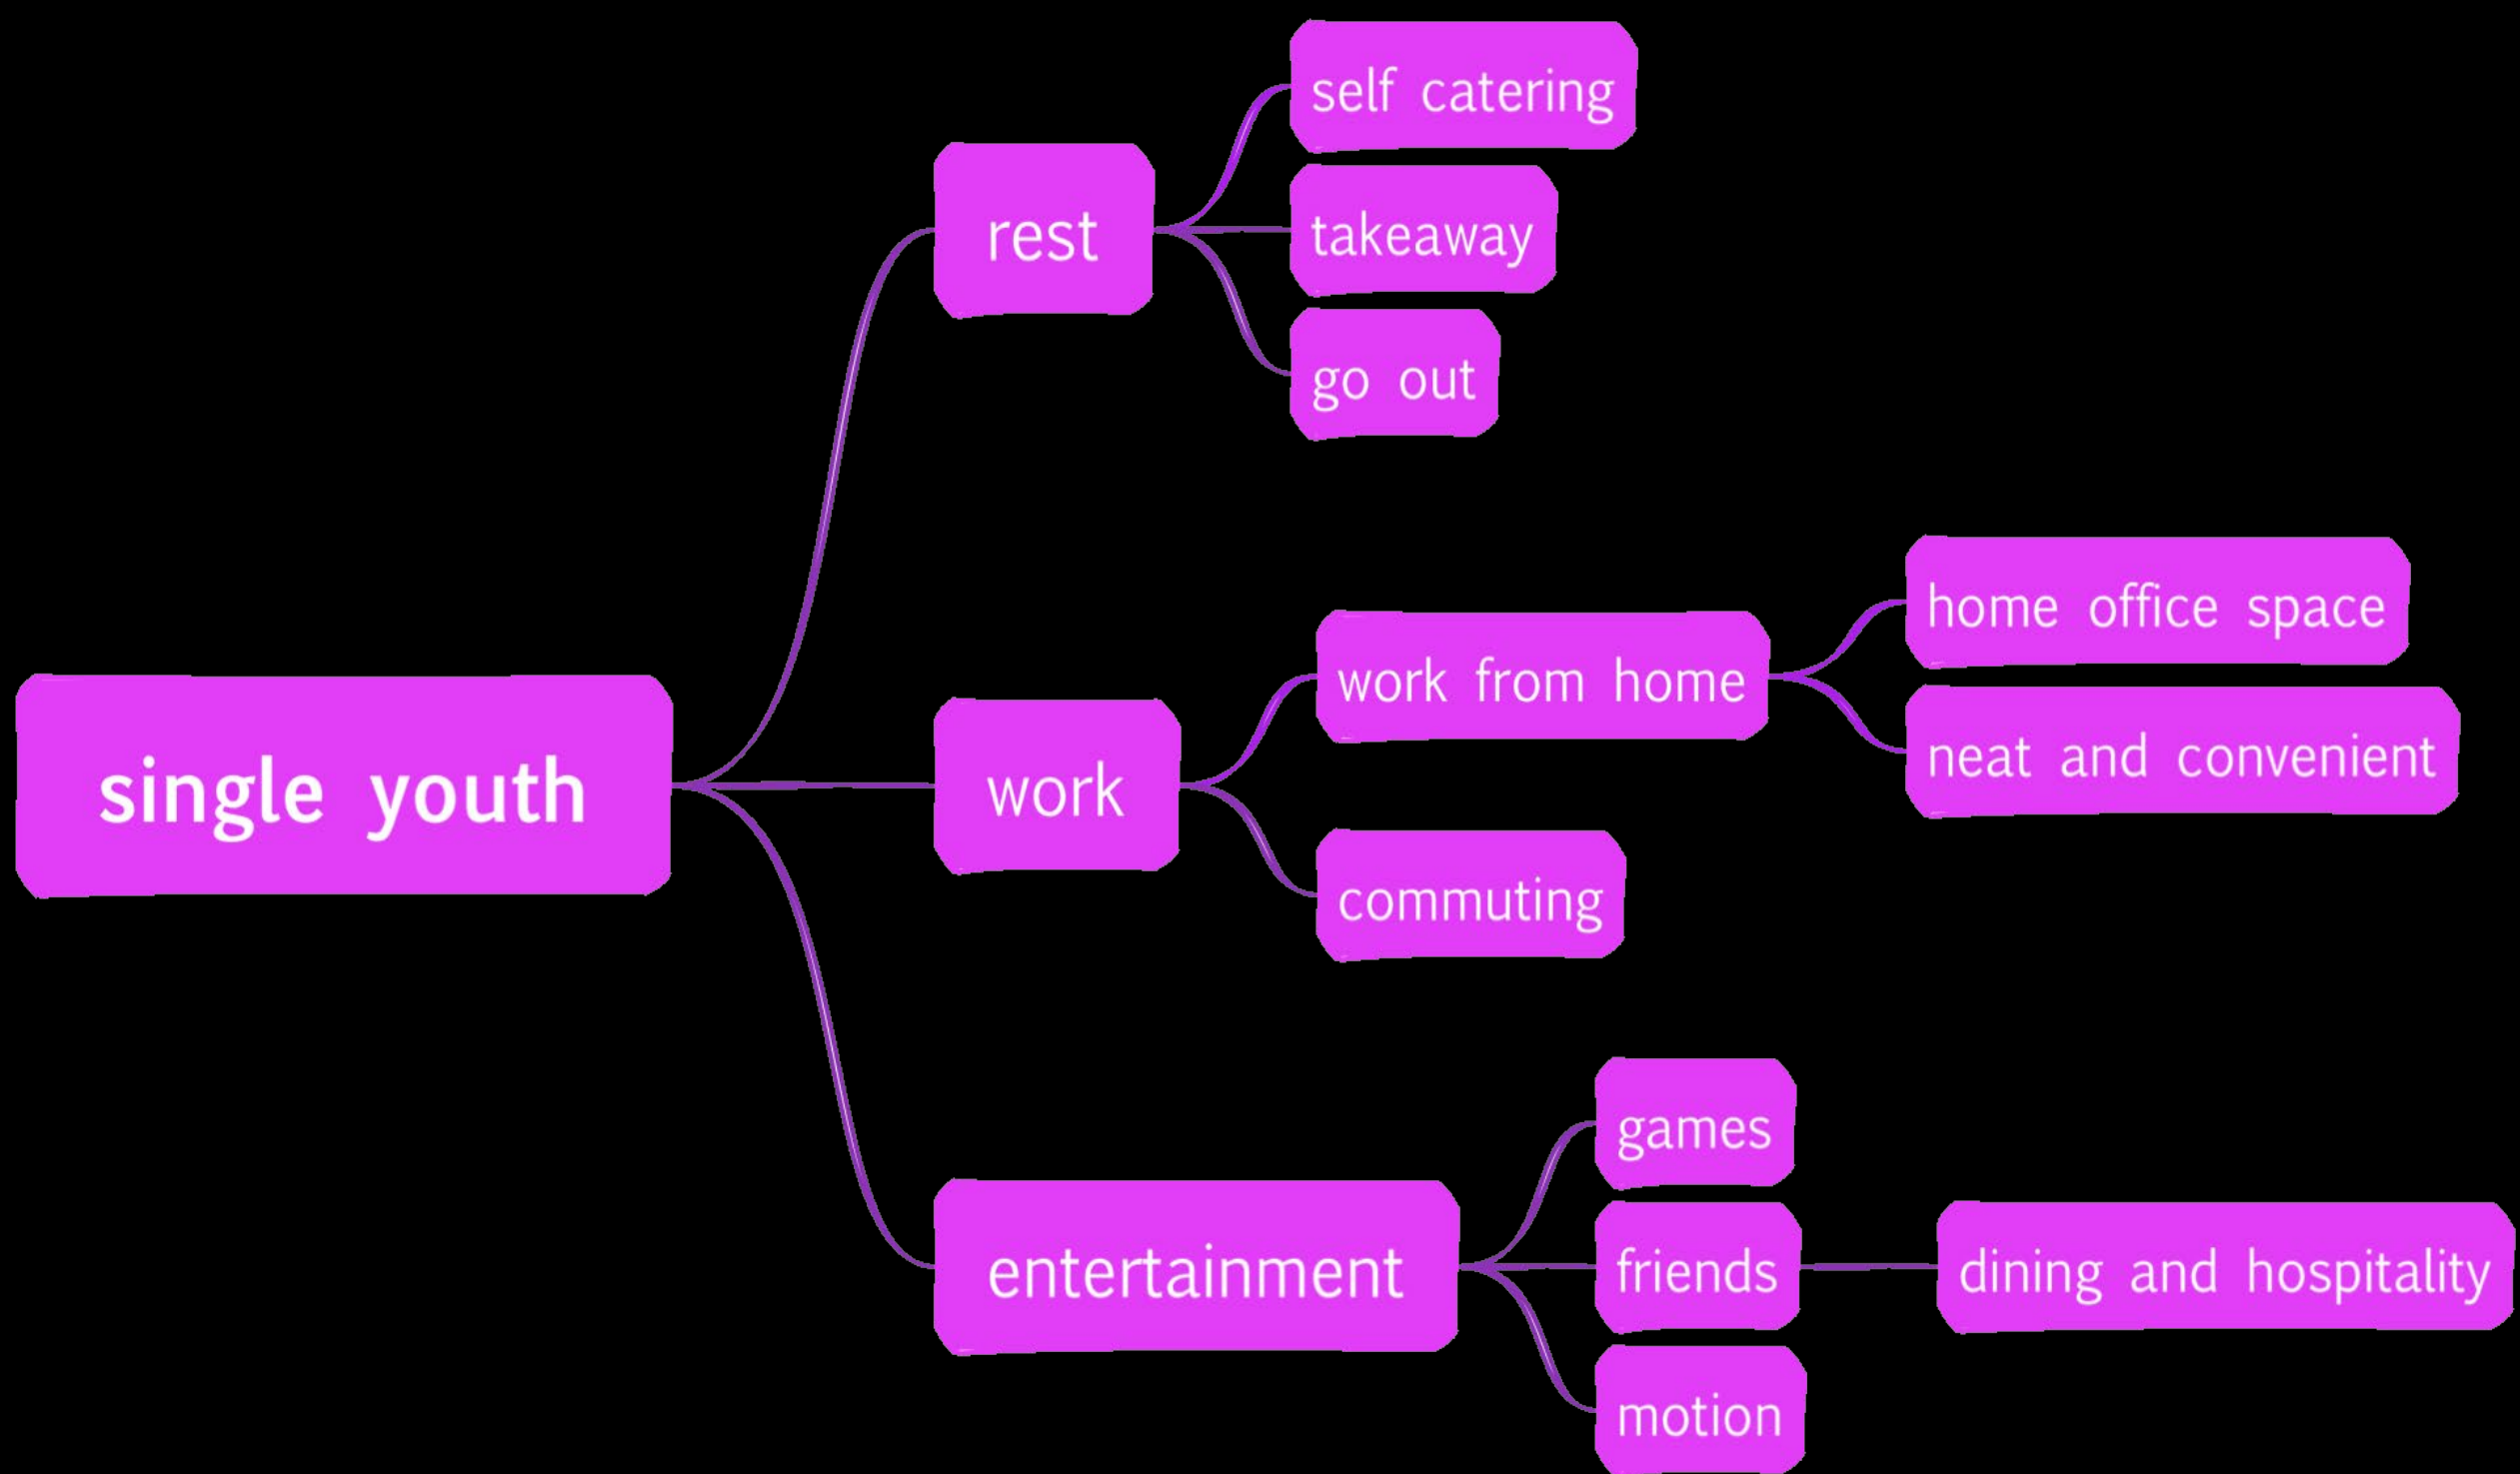 single youth
rest
self catering
takeaway
go out
work
work from home
home office space
neat and convenient
commuting
entertainment
games
friends
dining and hospitality
motion